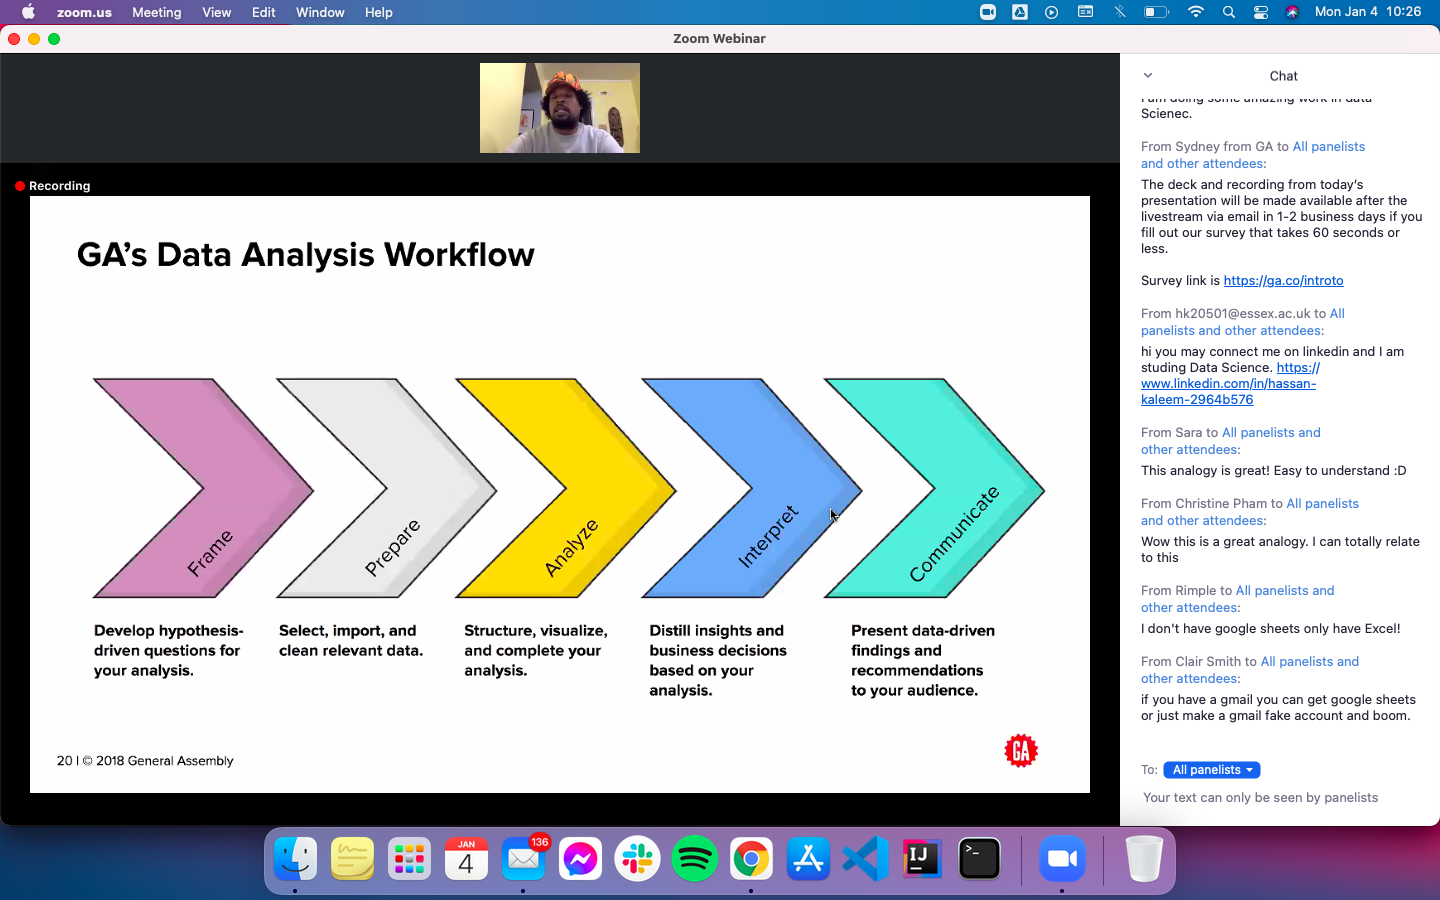 zoom.us Meeting View Edit Window Help Mon Jan 4 10:26
Zoom Webinar
Recording
GA’s Data Analysis Workflow
Frame
Prepare
Analyze
Interpret
Communicate
Develop hypothesis-
driven questions for
your analysis.
Select, import, and
clean relevant data.
Structure, visualize,
and complete your
analysis.
Distill insights and
business decisions
based on your
analysis.
Present data-driven
findings and
recommendations
to your audience.
20 | © 2018 General Assembly
GA
Chat
I am doing some amazing work in data
Scienec.
From Sydney from GA to All panelists
and other attendees:
The deck and recording from today’s
presentation will be made available after the
livestream via email in 1-2 business days if you
fill out our survey that takes 60 seconds or
less.
Survey link is https://ga.co/introto
From hk20501@essex.ac.uk to All
panelists and other attendees:
hi you may connect me on linkedin and I am
studing Data Science. https://
www.linkedin.com/in/hassan-
kaleem-2964b576
From Sara to All panelists and
other attendees:
This analogy is great! Easy to understand :D
From Christine Pham to All panelists
and other attendees:
Wow this is a great analogy. I can totally relate
to this
From Rimple to All panelists and
other attendees:
I don't have google sheets only have Excel!
From Clair Smith to All panelists and
other attendees:
if you have a gmail you can get google sheets
or just make a gmail fake account and boom.
To: All panelists
Your text can only be seen by panelists
JAN
4
136
IJ
>_